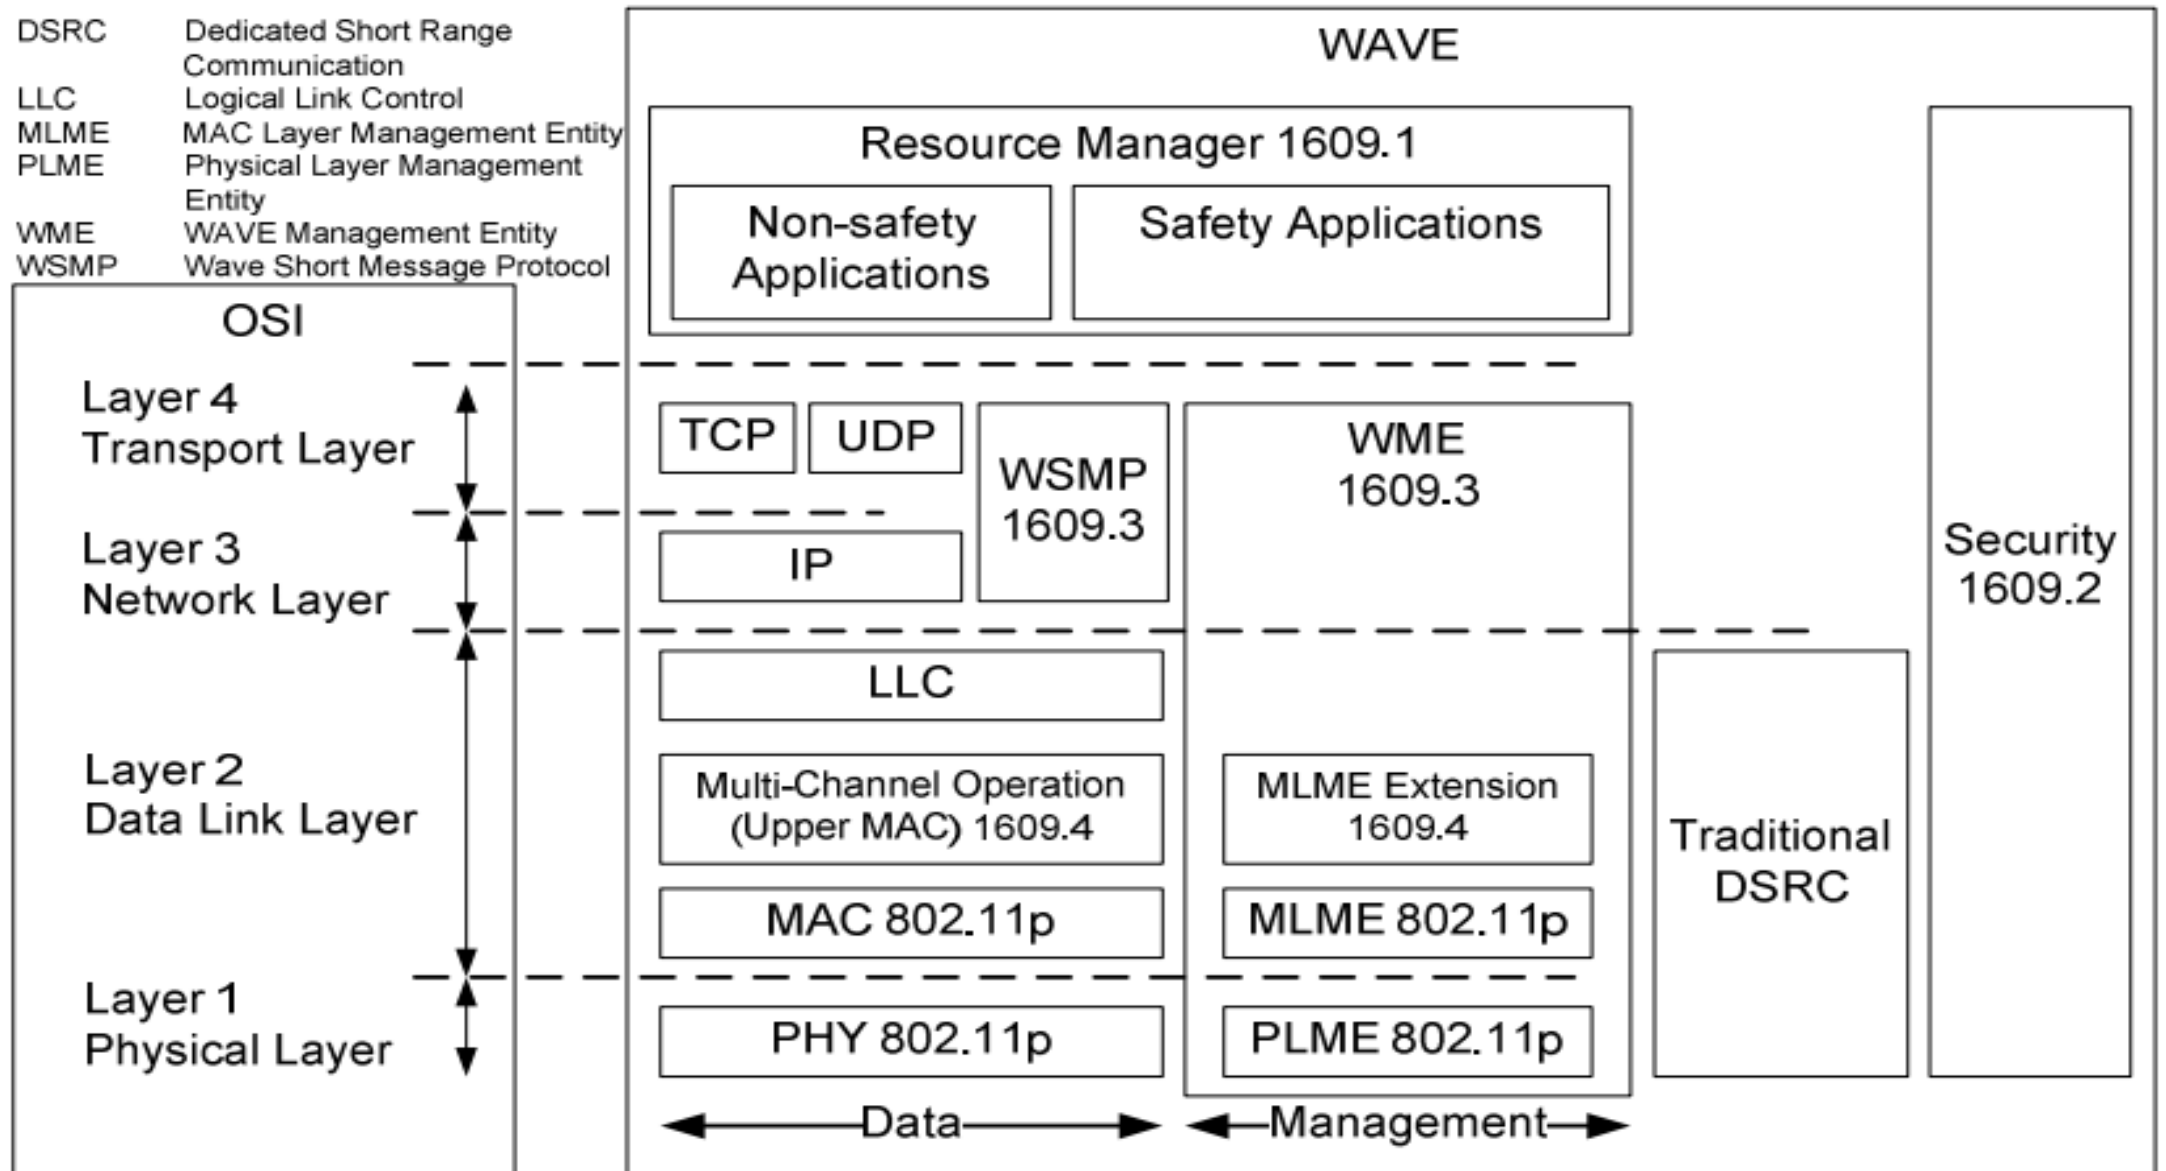 DSRC Dedicated Short Range
Communication
LLC Logical Link Control
MLME MAC Layer Management Entity
PLME Physical Layer Management
Entity
WME WAVE Management Entity
WSMP Wave Short Message Protocol
OSI
Layer 4
Transport Layer
Layer 3
Network Layer
Layer 2
Data Link Layer
Layer 1
Physical Layer
WAVE
Resource Manager 1609.1
Non-safety
Applications
Safety Applications
TCP
UDP
WSMP
1609.3
WME
1609.3
IP
LLC
Multi-Channel Operation
(Upper MAC) 1609.4
MLME Extension
1609.4
MAC 802.11p
MLME 802.11p
PHY 802.11p
PLME 802.11p
Traditional
DSRC
Security
1609.2
Data
Management